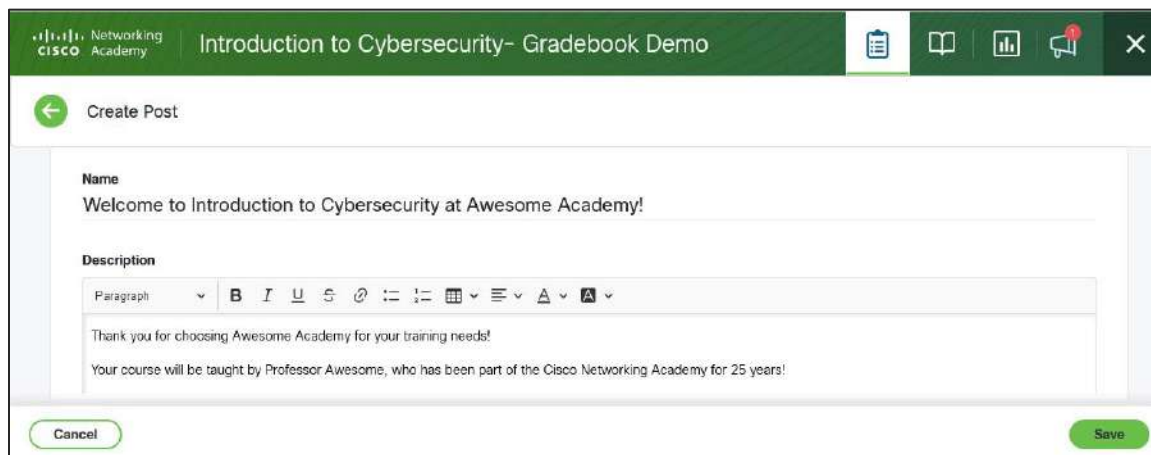 Networking
CISCO Academy
Introduction to Cybersecurity- Gradebook Demo
1
Create Post
Name
Welcome to Introduction to Cybersecurity at Awesome Academy!
Description
Paragraph B I U S A A
Thank you for choosing Awesome Academy for your training needs!
Your course will be taught by Professor Awesome, who has been part of the Cisco Networking Academy for 25 years!
Cancel Save